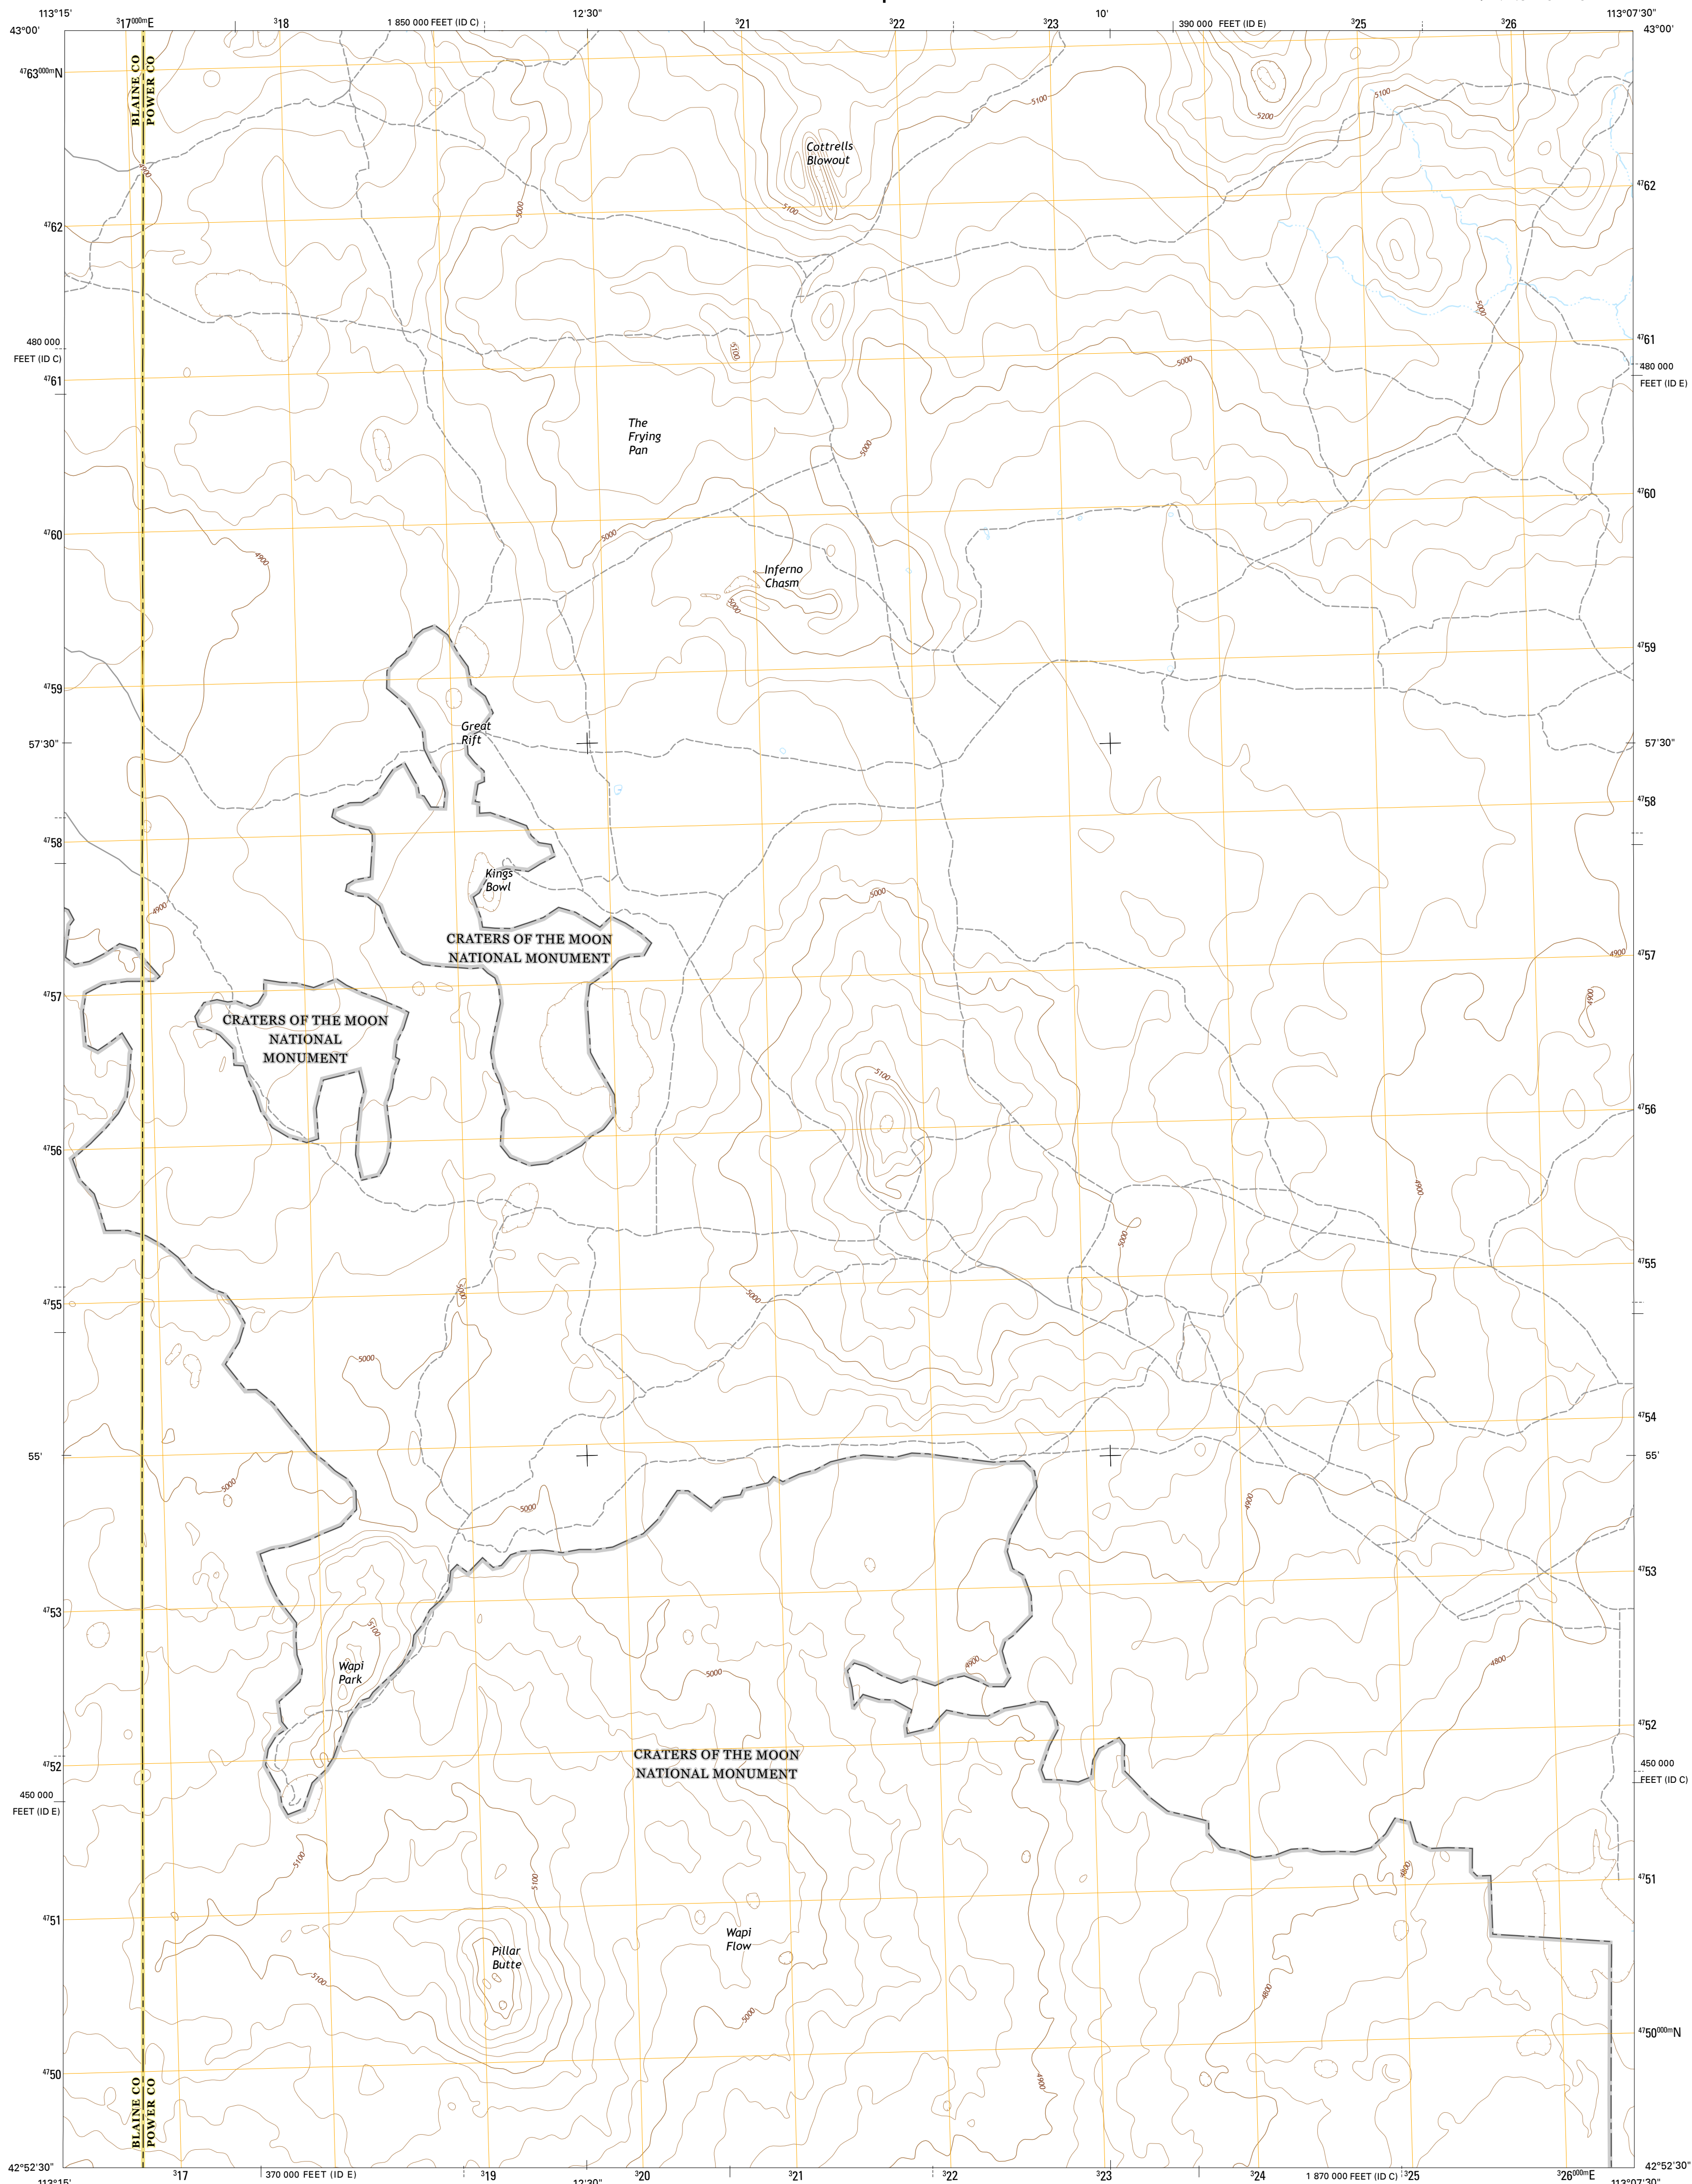 113°15'
³17⁰⁰⁰ᵐE
³18
1 850 000 FEET (ID C)
12'30"
³21
³22
³23
10'
390 000 FEET (ID E)
³25
³26
113°07'30"
43°00'
43°00'
⁴⁷63⁰⁰⁰ᵐN
BLAINE CO
POWER CO
5100
5100
5200
Cottrells
Blowout
4900
⁴⁷62
5000
5100
⁴⁷62
5000
480 000
FEET (ID C)
⁴⁷61
5100
5000
480 000
FEET (ID E)
⁴⁷61
The
Frying
Pan
5000
⁴⁷60
⁴⁷60
5000
4900
Inferno
Chasm
5000
⁴⁷59
⁴⁷59
Great
Rift
57'30"
57'30"
⁴⁷58
⁴⁷58
Kings
Bowl
5000
4900
CRATERS OF THE MOON
NATIONAL MONUMENT
4900
⁴⁷57
⁴⁷57
4900
CRATERS OF THE MOON
NATIONAL
MONUMENT
5100
⁴⁷56
⁴⁷56
4900
5000
⁴⁷55
5000
5000
⁴⁷55
5000
⁴⁷54
55'
55'
5000
5000
4900
⁴⁷53
⁴⁷53
5100
Wapi
Park
5000
4900
4800
⁴⁷52
CRATERS OF THE MOON
NATIONAL MONUMENT
⁴⁷52
450 000
FEET (ID C)
450 000
FEET (ID E)
5100
5100
4800
⁴⁷51
⁴⁷51
Wapi
Flow
Pillar
Butte
5100
5000
4800
⁴⁷50⁰⁰⁰ᵐN
⁴⁷50
4900
BLAINE CO
POWER CO
42°52'30"
42°52'30"
113°15'
³17
370 000 FEET (ID E)
³19
12'30"
³20
³21
³22
³23
³24
1 870 000 FEET (ID C)
³25
³26⁰⁰⁰ᵐE
113°07'30"